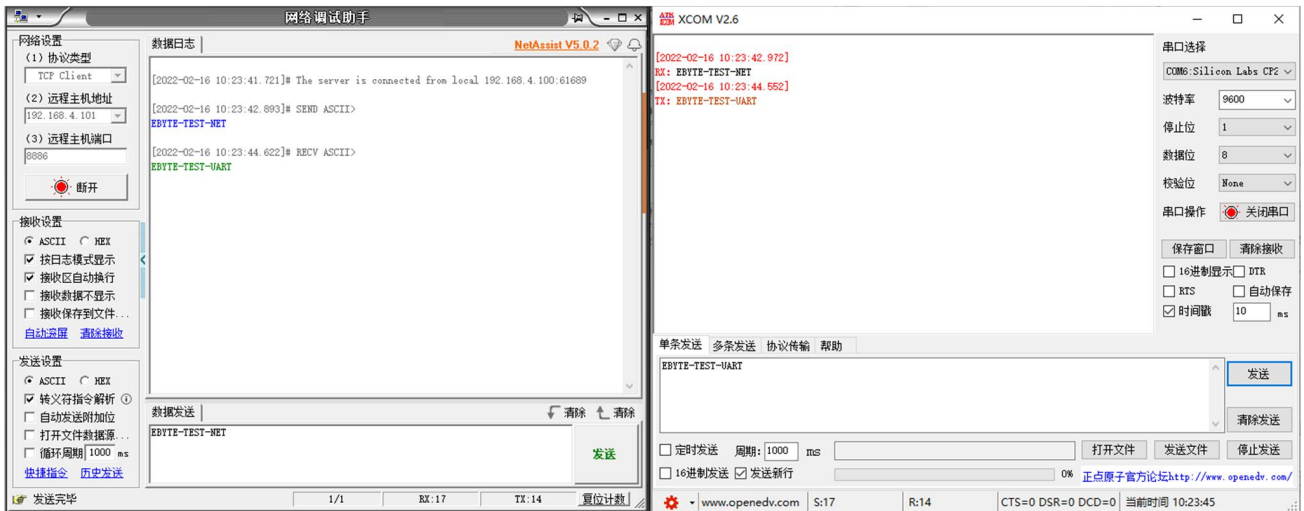 网络调试助手
网络设置
(1) 协议类型
TCP Client
(2) 远程主机地址
192.168.4.101
(3) 远程主机端口
8886
断开
接收设置
ASCII HEX
按日志模式显示
接收区自动换行
接收数据不显示
接收保存到文件...
自动滚屏 清除接收
发送设置
ASCII HEX
转义符指令解析
自动发送附加位
打开文件数据源...
循环周期 1000 ms
快捷指令 历史发送
数据日志
NetAssist V5.0.2
[2022-02-16 10:23:41.721]# The server is connected from local 192.168.4.100:61689
[2022-02-16 10:23:42.893]# SEND ASCII>
EBYTE-TEST-NET
[2022-02-16 10:23:44.622]# RECV ASCII>
EBYTE-TEST-UART
数据发送
清除 清除
EBYTE-TEST-NET
发送
发送完毕
1/1
RX:17
TX:14
复位计数
ATK
XCOM V2.6
[2022-02-16 10:23:42.972]
RX: EBYTE-TEST-NET
[2022-02-16 10:23:44.552]
TX: EBYTE-TEST-UART
串口选择
COM6:Silicon Labs CP2
波特率 9600
停止位 1
数据位 8
校验位 None
串口操作 关闭串口
保存窗口 清除接收
16进制显示 DTR
RTS 自动保存
时间戳 10 ms
单条发送 多条发送 协议传输 帮助
EBYTE-TEST-UART
发送
清除发送
定时发送 周期: 1000 ms
打开文件 发送文件 停止发送
16进制发送 发送新行
0%
正点原子官方论坛http://www.openedv.com/
www.openedv.com
S:17
R:14
CTS=0 DSR=0 DCD=0
当前时间 10:23:45